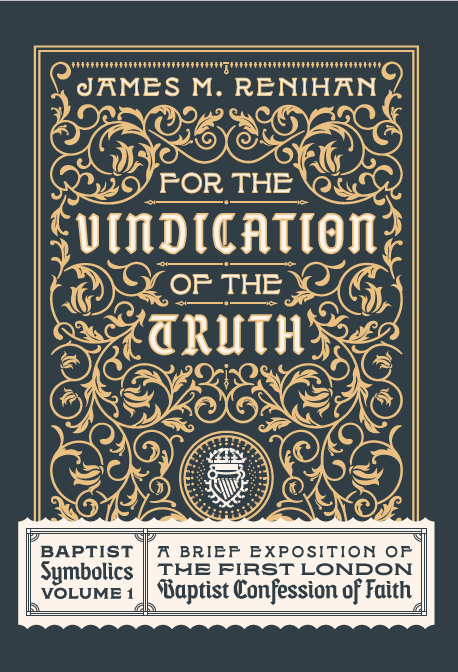 JAMES M. RENIHAN
FOR THE
VINDICATION
OF THE
TRUTH
BAPTIST
Symbolics
VOLUME 1
A BRIEF EXPOSITION OF
THE FIRST LONDON
Baptist Confession of Faith